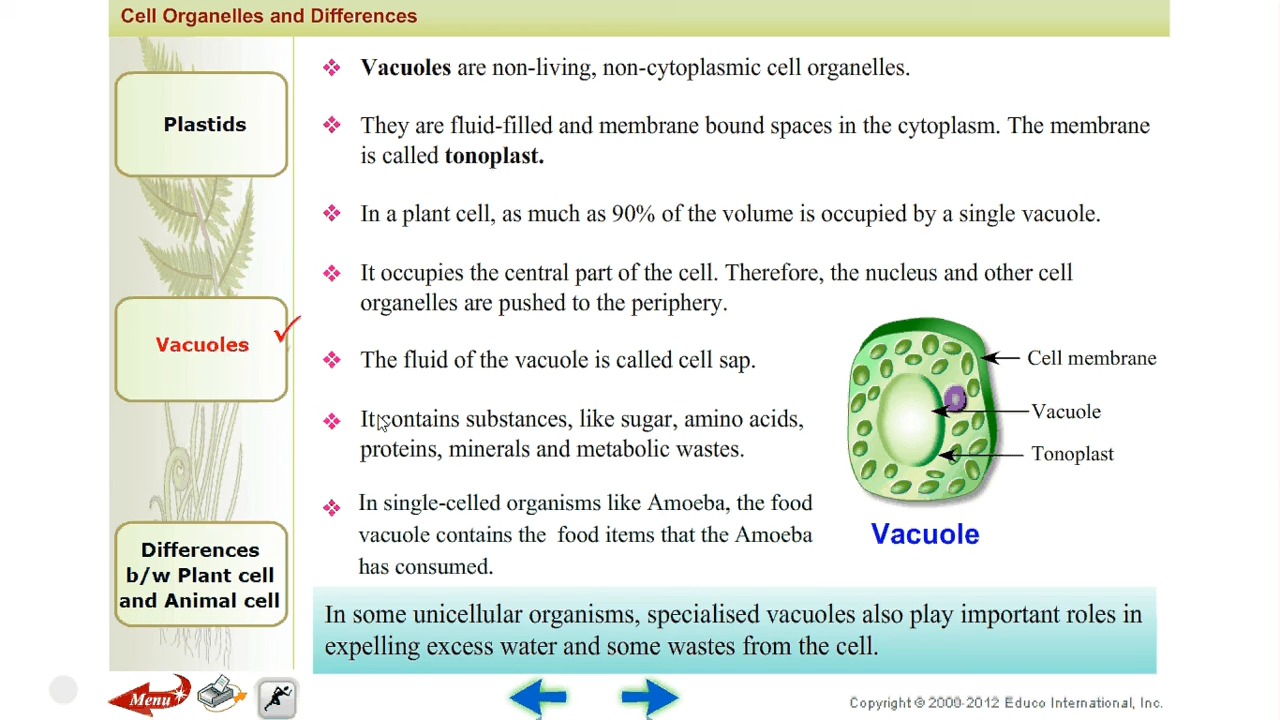 Cell Organelles and Differences
Plastids
Vacuoles
Differences
b/w Plant cell
and Animal cell
Vacuoles are non-living, non-cytoplasmic cell organelles.
They are fluid-filled and membrane bound spaces in the cytoplasm. The membrane
is called tonoplast.
In a plant cell, as much as 90% of the volume is occupied by a single vacuole.
It occupies the central part of the cell. Therefore, the nucleus and other cell
organelles are pushed to the periphery.
The fluid of the vacuole is called cell sap.
It contains substances, like sugar, amino acids,
proteins, minerals and metabolic wastes.
In single-celled organisms like Amoeba, the food
vacuole contains the food items that the Amoeba
has consumed.
Cell membrane
Vacuole
Tonoplast
Vacuole
In some unicellular organisms, specialised vacuoles also play important roles in
expelling excess water and some wastes from the cell.
Menu
Copyright © 2000-2012 Educo International, Inc.